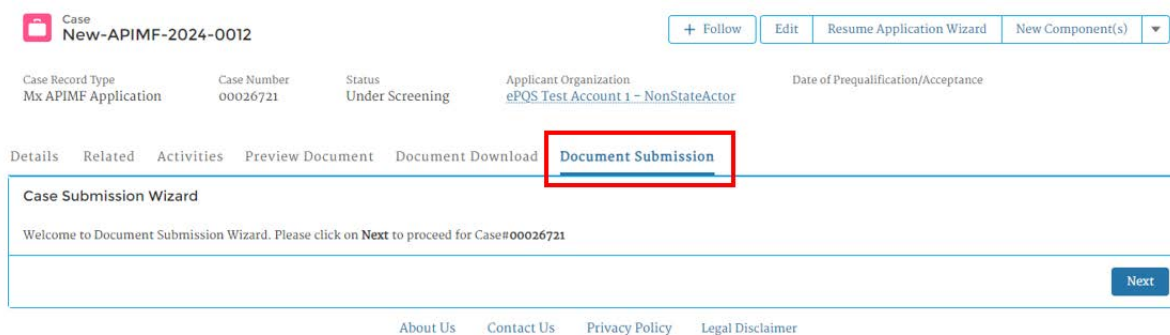 Case
New-APIMF-2024-0012
+ Follow
Edit
Resume Application Wizard
New Component(s)
Case Record Type
Case Number
Status
Applicant Organization
Date of Prequalification/Acceptance
Mx APIMF Application
00026721
Under Screening
ePQS Test Account 1 - NonStateActor
Details Related Activities Preview Document Document Download Document Submission
Case Submission Wizard
Welcome to Document Submission Wizard. Please click on Next to proceed for Case#00026721
Next
About Us Contact Us Privacy Policy Legal Disclaimer